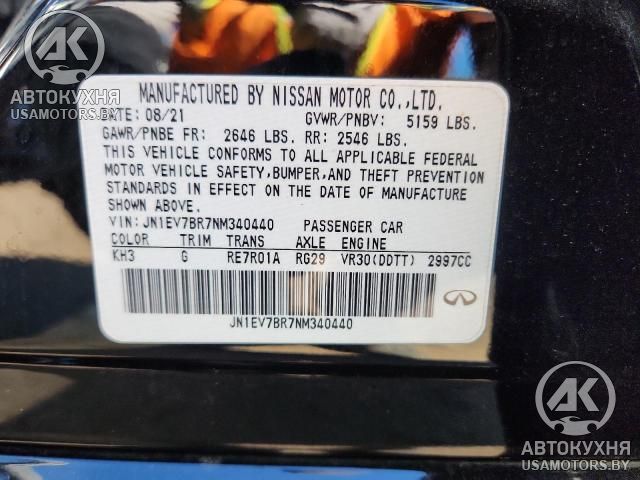 АК
АВТОКУХНЯ
USAMOTORS.BY
MANUFACTURED BY NISSAN MOTOR CO.,LTD.
DATE: 08/21 GVWR/PNBV: 5159 LBS.
GAWR/PNBE FR: 2646 LBS. RR: 2546 LBS.
THIS VEHICLE CONFORMS TO ALL APPLICABLE FEDERAL
MOTOR VEHICLE SAFETY,BUMPER,AND THEFT PREVENTION
STANDARDS IN EFFECT ON THE DATE OF MANUFACTURE
SHOWN ABOVE.
VIN:JN1EV7BR7NM340440 PASSENGER CAR
COLOR TRIM TRANS AXLE ENGINE
KH3 G RE7R01A RG29 VR30(DDTT) 2997CC
JN1EV7BR7NM340440
АК
АВТОКУХНЯ
USAMOTORS.BY